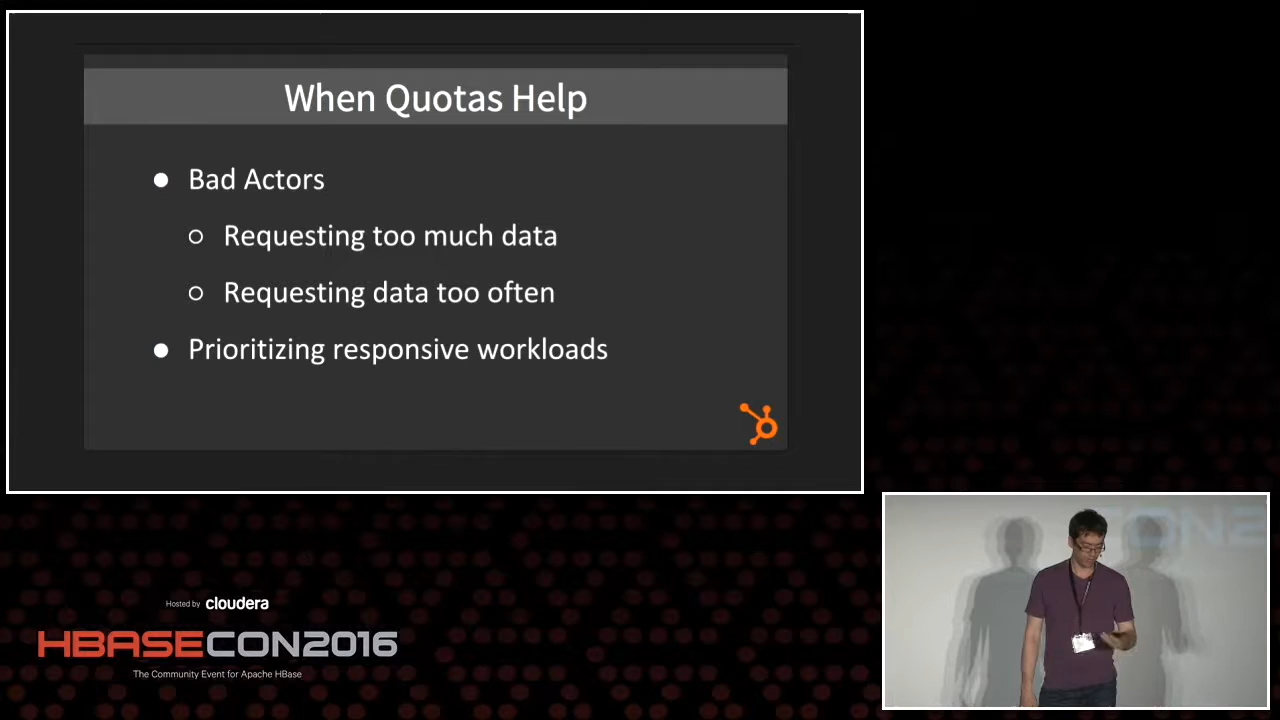 When Quotas Help
● Bad Actors
○ Requesting too much data
○ Requesting data too often
● Prioritizing responsive workloads
Hosted by cloudera
HBASECON2016
The Community Event for Apache HBase
CON2